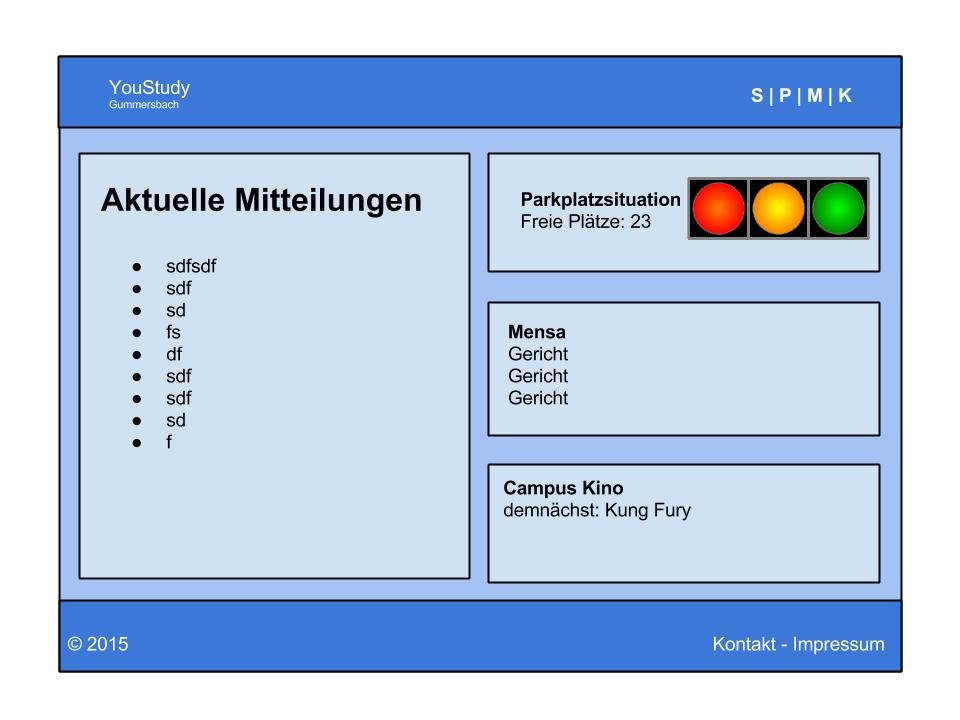 YouStudy
Gummersbach
S | P | M | K
Aktuelle Mitteilungen
● sdfsdf
● sdf
● sd
● fs
● df
● sdf
● sdf
● sd
● f
Parkplatzsituation
Freie Plätze: 23
Mensa
Gericht
Gericht
Gericht
Campus Kino
demnächst: Kung Fury
© 2015
Kontakt - Impressum